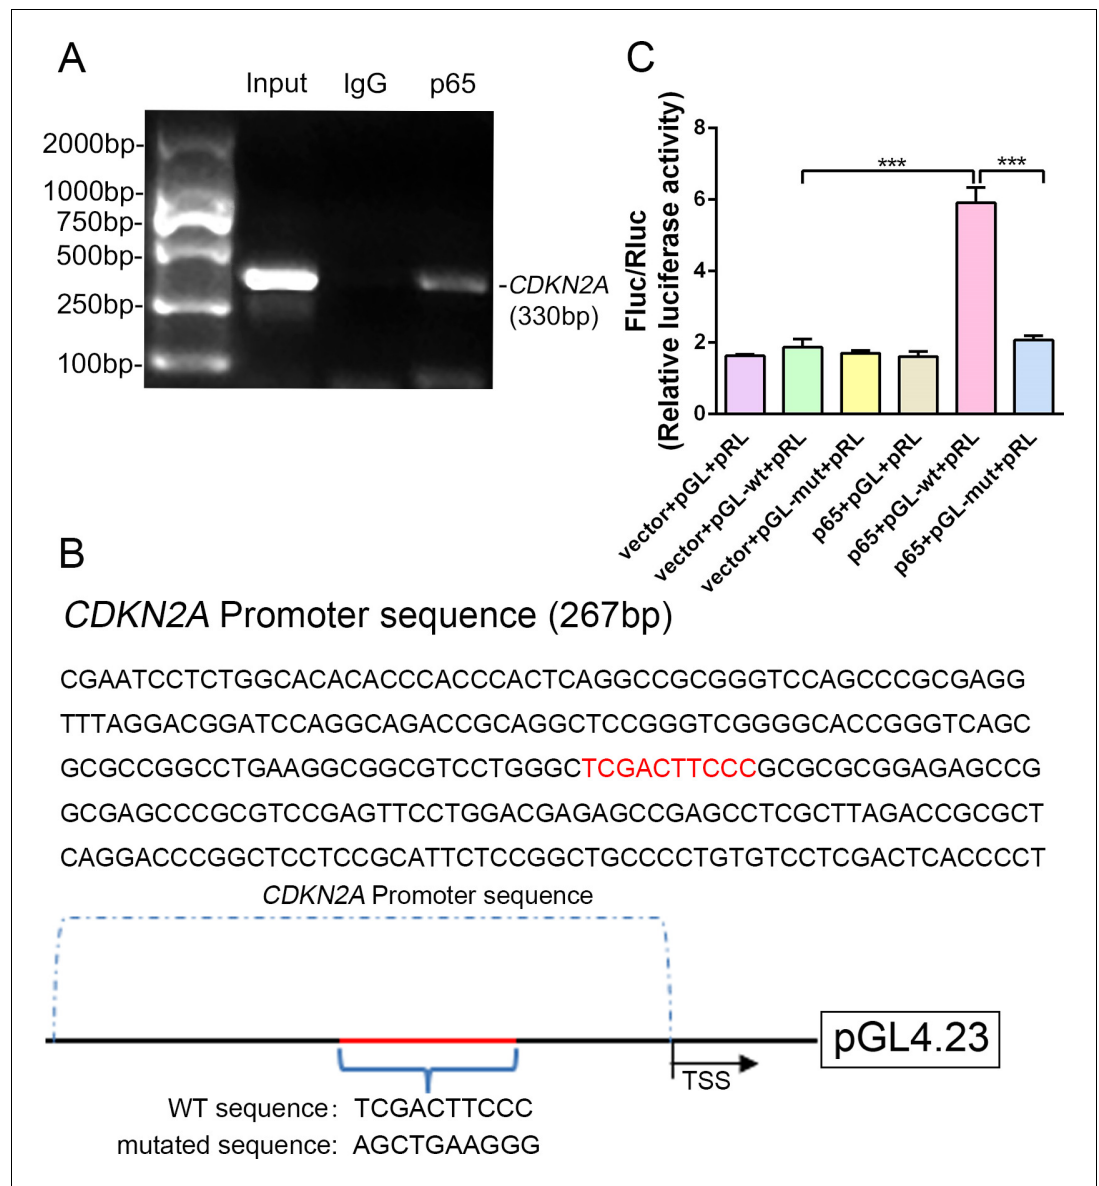 A
Input IgG p65
2000bp-
1000bp-
750bp-
500bp-
250bp-
100bp-
-CDKN2A
(330bp)
C
Fluc/Rluc
(Relative luciferase activity)
8
6
4
2
0
***
***
vector+pGL+pRL
vector+pGL-wt+pRL
vector+pGL-mut+pRL
p65+pGL+pRL
p65+pGL-wt+pRL
p65+pGL-mut+pRL
B
CDKN2A Promoter sequence (267bp)
CGAATCCTCTGGCACACACCCACCCACTCAGGCCGCGGGTCCAGCCCGCGAGG
TTTAGGACGGATCCAGGCAGACCGCAGGCTCCGGGTCGGGGCACCGGGTCAGC
GCGCCGGCCTGAAGGCGGCGTCCTGGGCTCGACTTCCCGCGCGCGGAGAGCCG
GCGAGCCCGCGTCCGAGTTCCTGGACGAGAGCCGAGCCTCGCTTAGACCGCGCT
CAGGACCCGGCTCCTCCGCATTCTCCGGCTGCCCCTGTGTCCTCGACTCACCCCT
CDKN2A Promoter sequence
pGL4.23
TSS
WT sequence: TCGACTTCCC
mutated sequence: AGCTGAAGGG